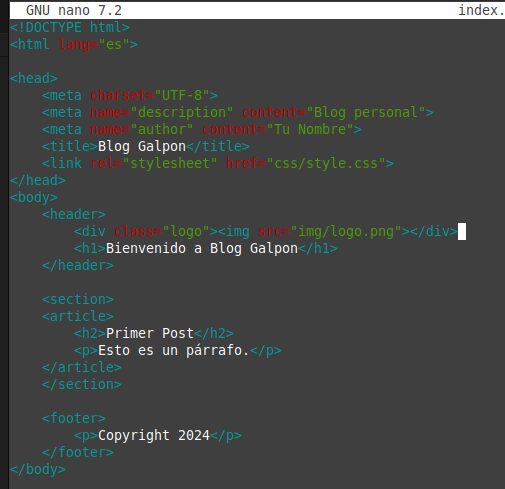 GNU nano 7.2 index.
<!DOCTYPE html>
<html lang="es">
<head>
<meta charset="UTF-8">
<meta name="description" content="Blog personal">
<meta name="author" content="Tu Nombre">
<title>Blog Galpon</title>
<link rel="stylesheet" href="css/style.css">
</head>
<body>
<header>
<div class="logo"><img src="img/logo.png"></div>
<h1>Bienvenido a Blog Galpon</h1>
</header>
<section>
<article>
<h2>Primer Post</h2>
<p>Esto es un párrafo.</p>
</article>
</section>
<footer>
<p>Copyright 2024</p>
</footer>
</body>